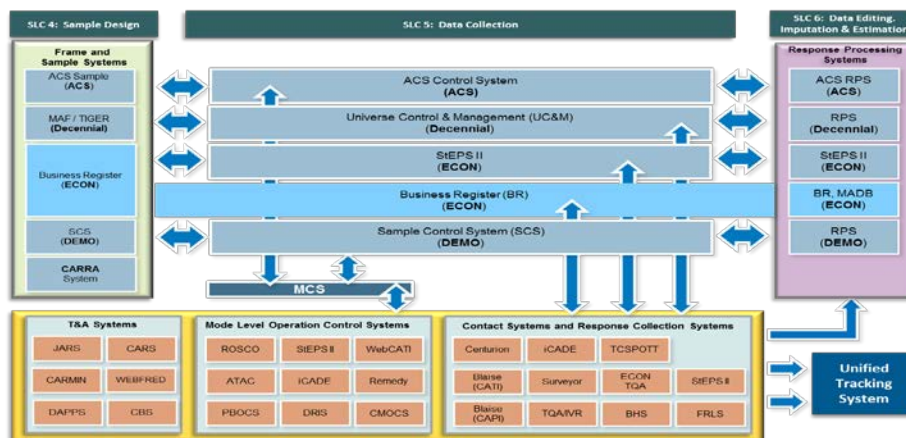 SLC 4: Sample Design
SLC 5: Data Collection
SLC 6: Data Editing,
Imputation & Estimation
Frame and
Sample Systems
ACS Sample
(ACS)
MAF / TIGER
(Decennial)
Business Register
(ECON)
SCS
(DEMO)
CARRA
System
ACS Control System
(ACS)
Universe Control & Management (UC&M)
(Decennial)
StEPS II
(ECON)
Business Register (BR)
(ECON)
Sample Control System (SCS)
(DEMO)
MCS
Response Processing
Systems
ACS RPS
(ACS)
RPS
(Decennial)
StEPS II
(ECON)
BR, MADB
(ECON)
RPS
(DEMO)
T&A Systems
JARS
CARS
CARMIN
WEBFRED
DAPPS
CBS
Mode Level Operation Control Systems
ROSCO
StEPS II
WebCATI
ATAC
iCADE
Remedy
PBOCS
DRIS
CMOCS
Contact Systems and Response Collection Systems
Centurion
iCADE
TCSPOTT
Blaise
(CATI)
Surveyor
ECON
TQA
StEPS II
Blaise
(CAPI)
TQA/IVR
BHS
FRLS
Unified
Tracking
System